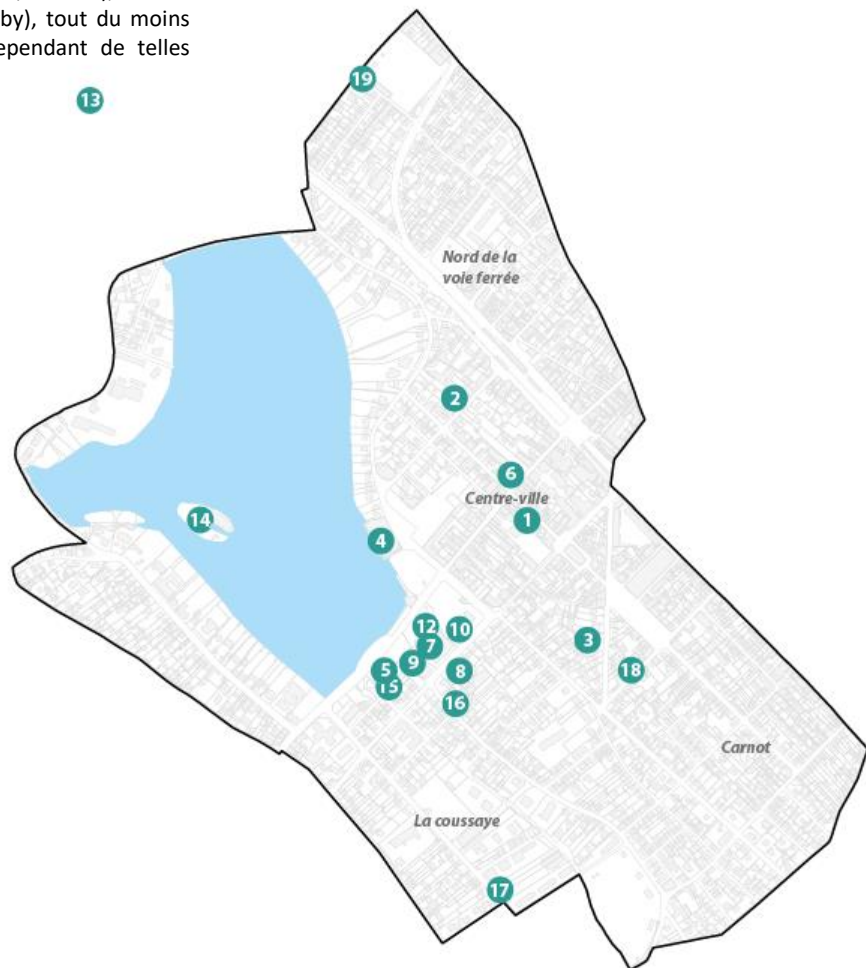 by), tout du moins
ependant de telles
19
13
Nord de la
voie ferrée
2
6
Centre-ville
1
14
4
12
10
7
3
9
5
8
18
15
16
Carnot
La coussaye
17